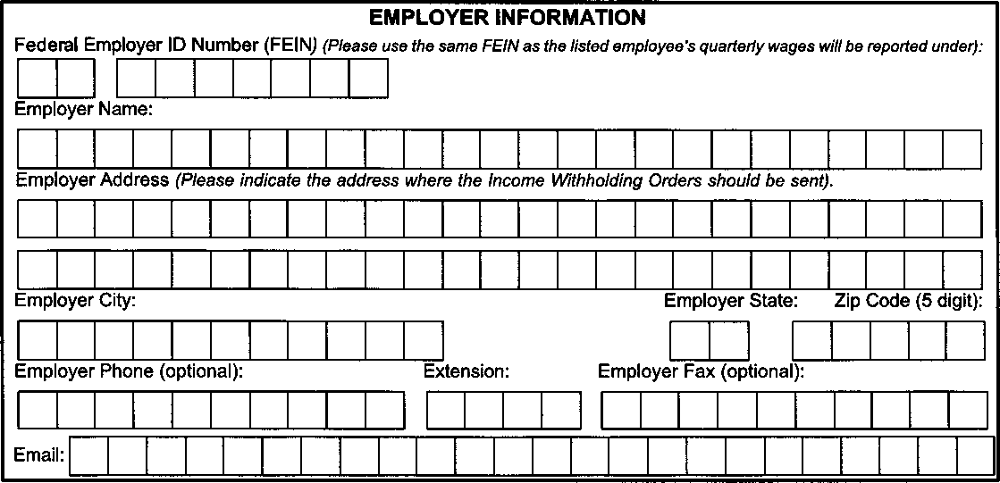 EMPLOYER INFORMATION
Federal Employer ID Number (FEIN) (Please use the same FEIN as the listed employee's quarterly wages will be reported under):
Employer Name:
Employer Address (Please indicate the address where the Income Withholding Orders should be sent).
Employer City: Employer State: Zip Code (5 digit):
Employer Phone (optional): Extension: Employer Fax (optional):
Email: